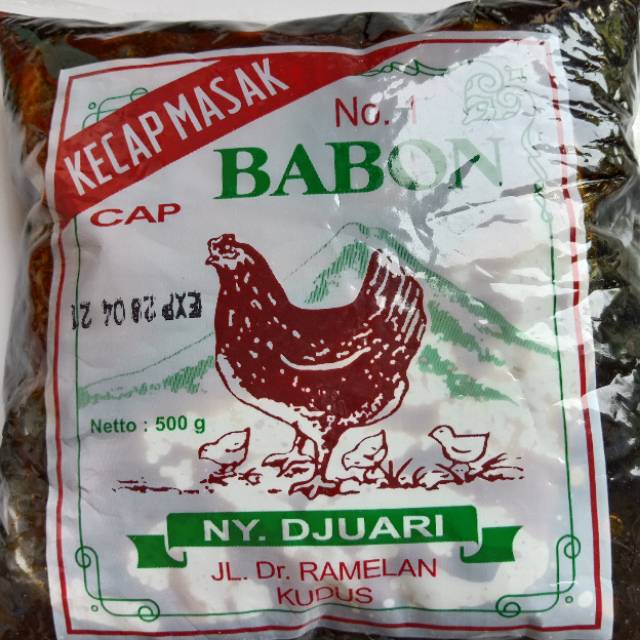 KECAP MASAK
No. 1
CAP
BABON
EXP 28 04 21
Netto : 500 g
NY. DJUARI
JL. Dr. RAMELAN
KUDUS